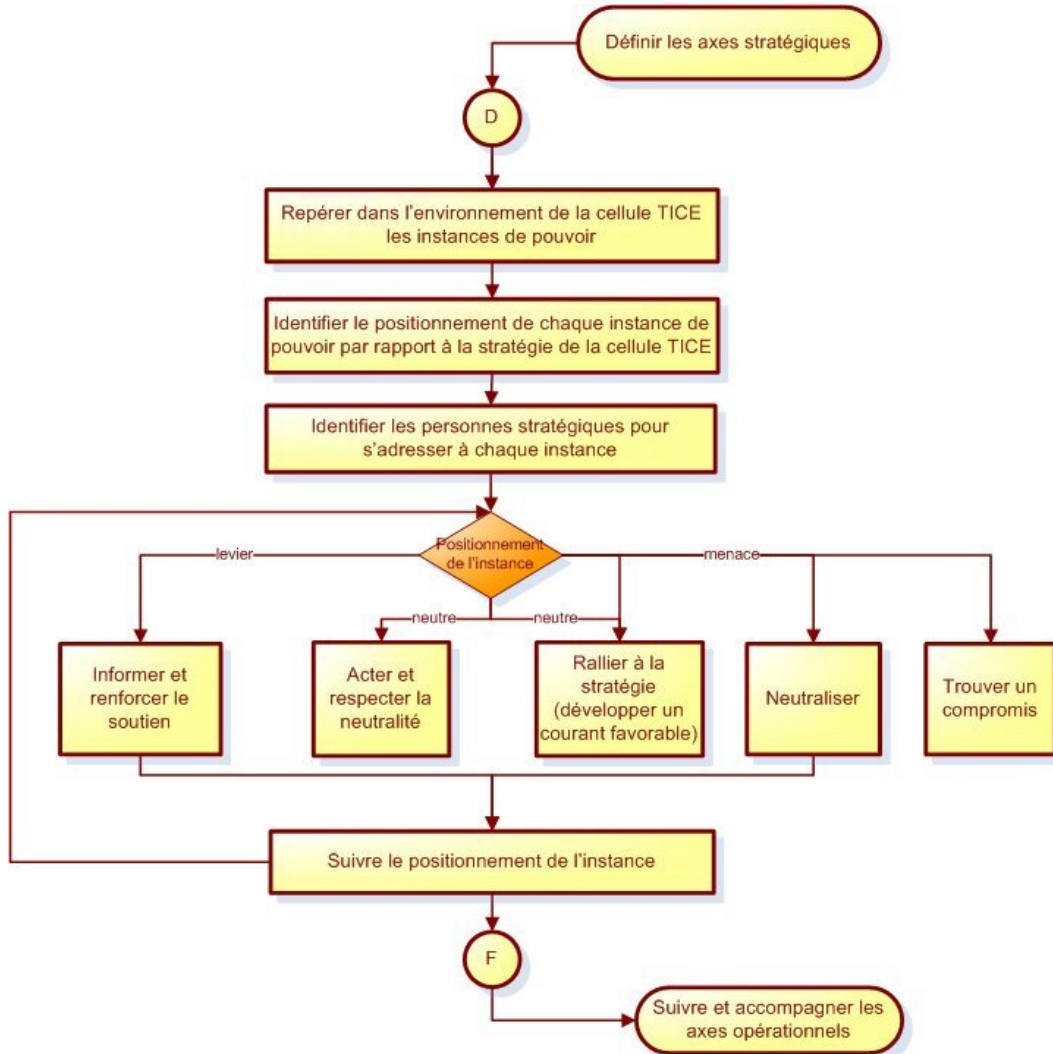 Définir les axes stratégiques
D
Repérer dans l'environnement de la cellule TICE
les instances de pouvoir
Identifier le positionnement de chaque instance de
pouvoir par rapport à la stratégie de la cellule TICE
Identifier les personnes stratégiques pour
s'adresser à chaque instance
Positionnement
de l'instance
levier
menace
neutre
neutre
Informer et
renforcer le
soutien
Acter et
respecter la
neutralité
Rallier à la
stratégie
(développer un
courant favorable)
Neutraliser
Trouver un
compromis
Suivre le positionnement de l'instance
F
Suivre et accompagner les
axes opérationnels